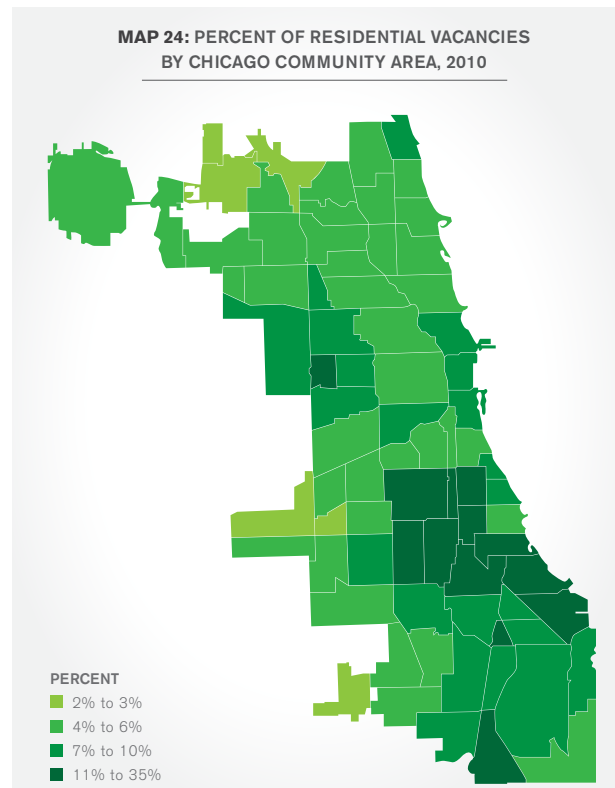 MAP 24: PERCENT OF RESIDENTIAL VACANCIES
BY CHICAGO COMMUNITY AREA, 2010
PERCENT
2% to 3%
4% to 6%
7% to 10%
11% to 35%